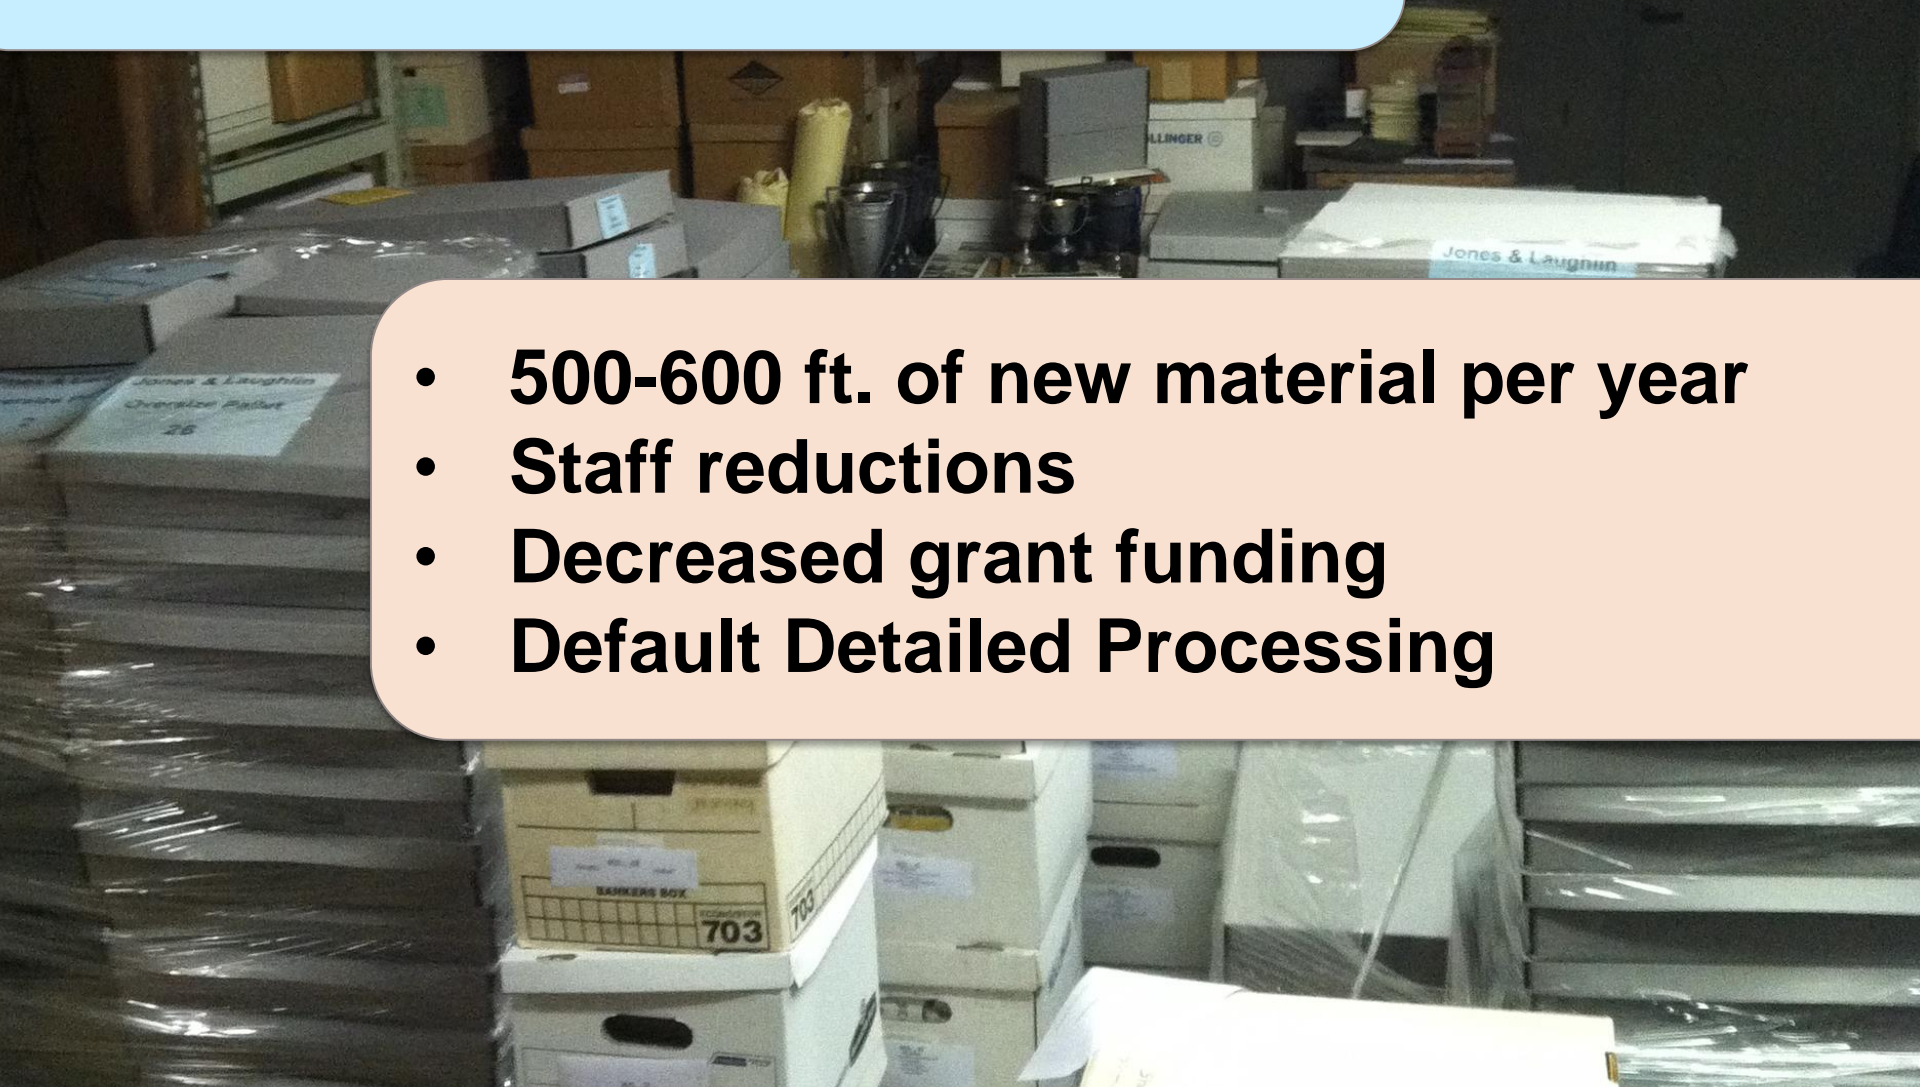 LLINGER
Jones & Laughlin
• 500-600 ft. of new material per year
• Staff reductions
• Decreased grant funding
• Default Detailed Processing
Jones & Laughlin
Oversize Pallet
26
BANKERS BOX
703
703